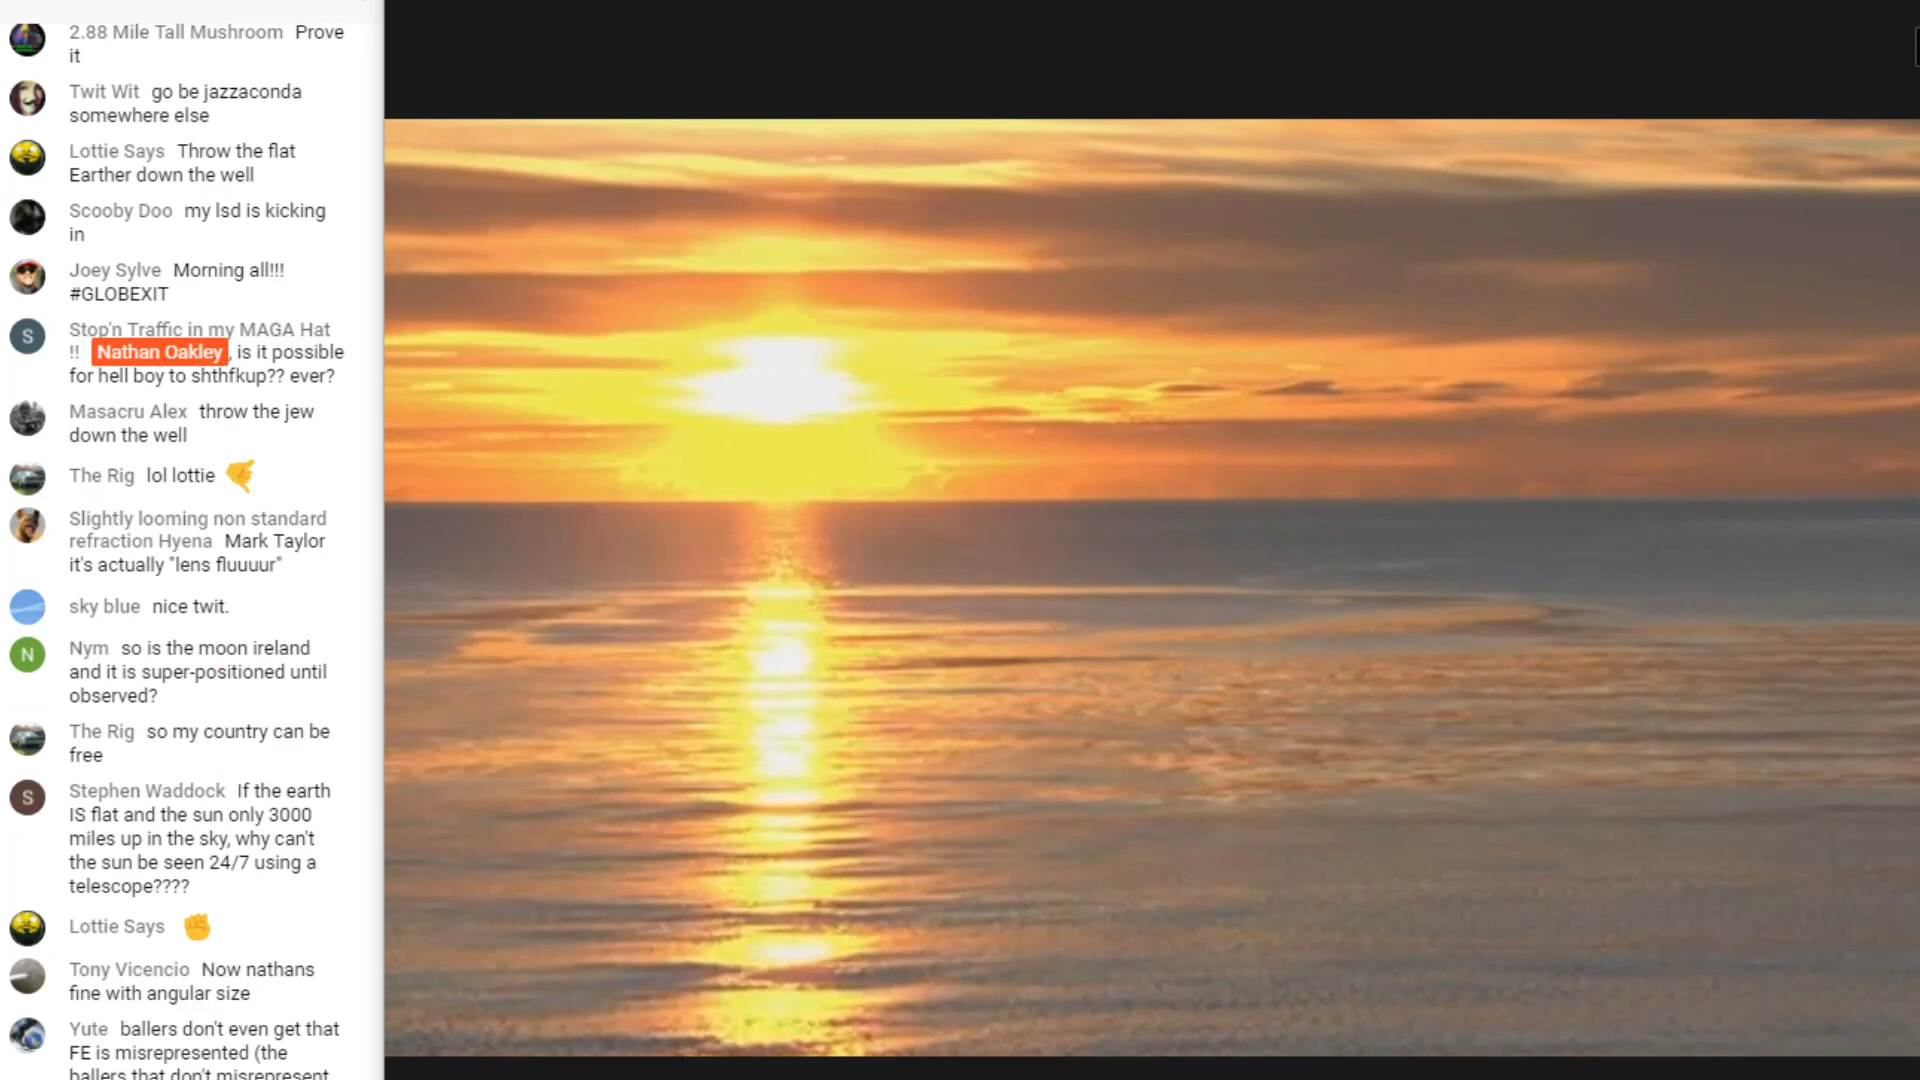 2.88 Mile Tall Mushroom Prove
it
Twit Wit go be jazzaconda
somewhere else
Lottie Says Throw the flat
Earther down the well
Scooby Doo my lsd is kicking
in
Joey Sylve Morning all!!!
#GLOBEXIT
S
Stop'n Traffic in my MAGA Hat
!! Nathan Oakley, is it possible
for hell boy to shthfkup?? ever?
Masacru Alex throw the jew
down the well
The Rig lol lottie
Slightly looming non standard
refraction Hyena Mark Taylor
it's actually "lens fluuuur"
sky blue nice twit.
N
Nym so is the moon ireland
and it is super-positioned until
observed?
The Rig so my country can be
free
S
Stephen Waddock If the earth
IS flat and the sun only 3000
miles up in the sky, why can't
the sun be seen 24/7 using a
telescope????
Lottie Says
Tony Vicencio Now nathans
fine with angular size
Yute ballers don't even get that
FE is misrepresented (the
ballers that don't misrepresent